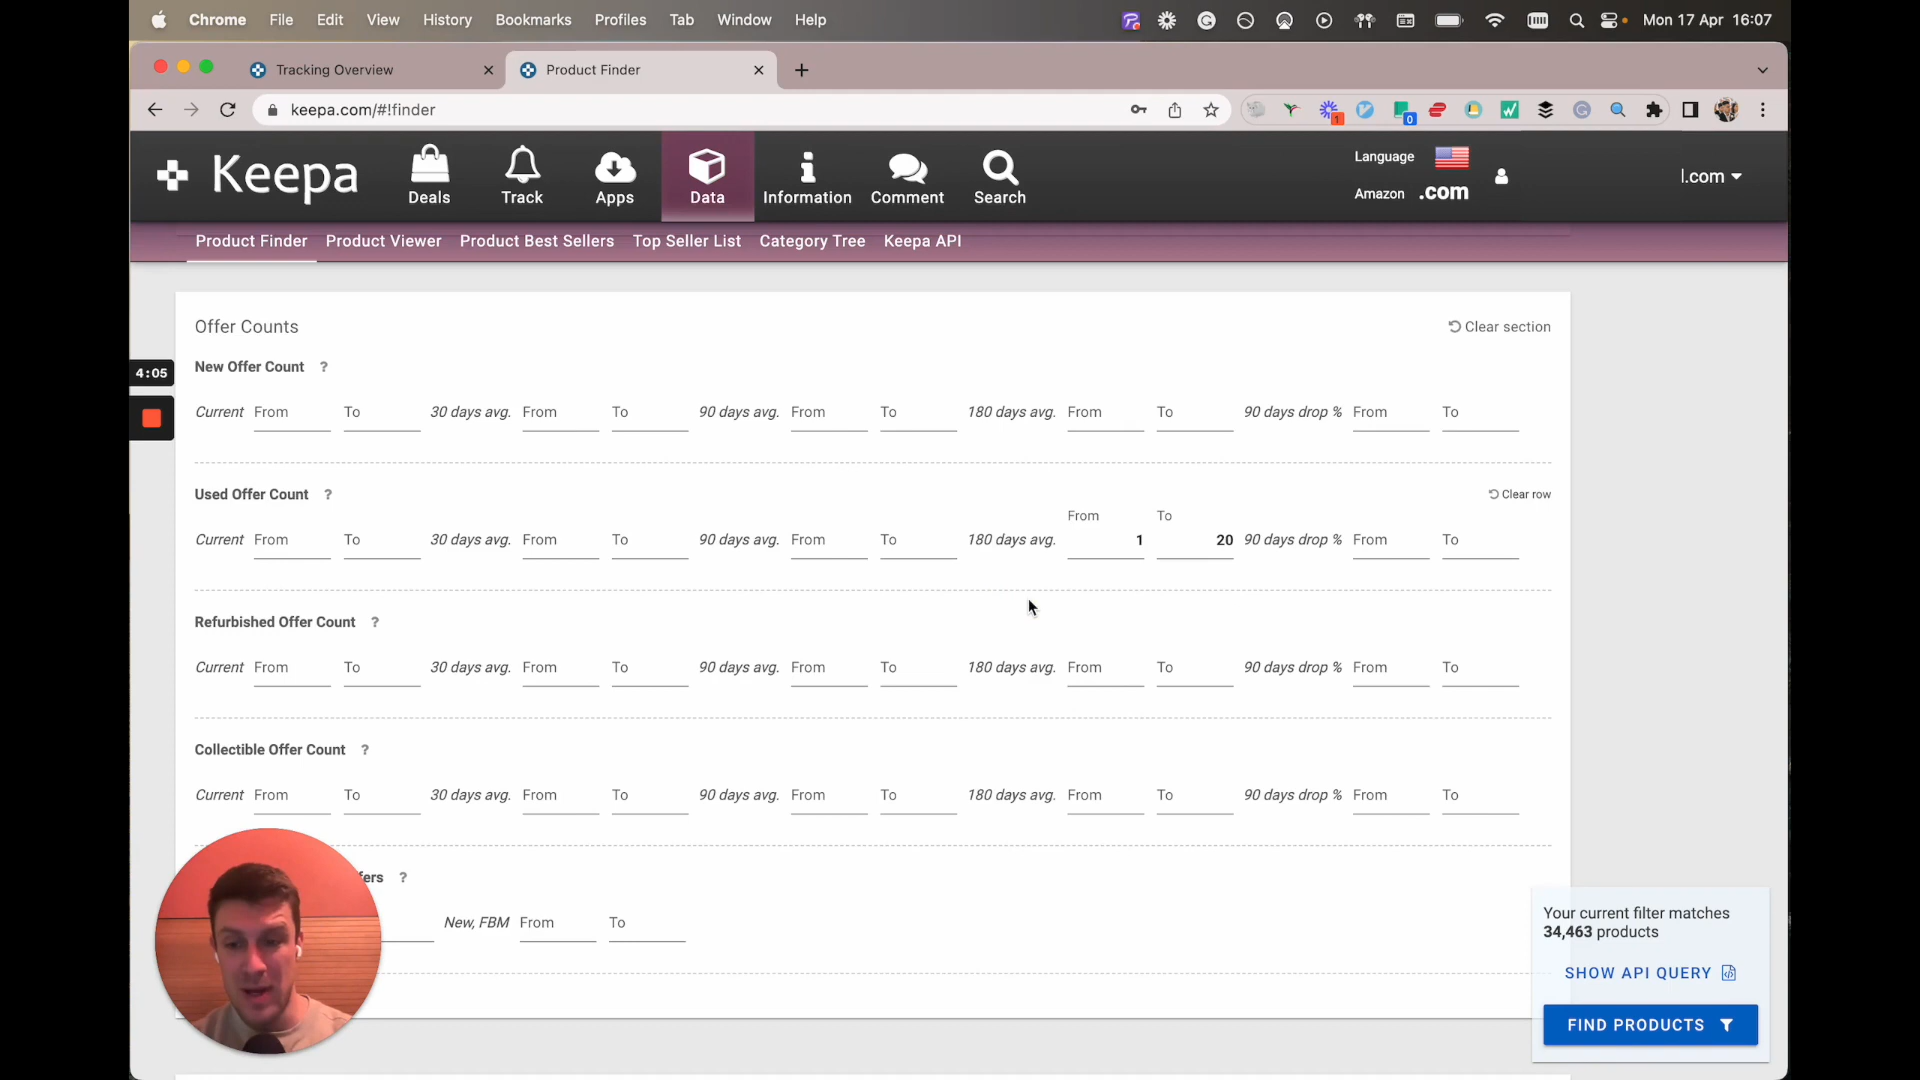 Chrome File Edit View History Bookmarks Profiles Tab Window Help Mon 17 Apr 16:07
Tracking Overview Product Finder
keepa.com/#!finder
1 0
Keepa Deals Track Apps Data Information Comment Search
Language
Amazon .com
l.com
Product Finder Product Viewer Product Best Sellers Top Seller List Category Tree Keepa API
Offer Counts Clear section
New Offer Count ?
4:05
Current From To 30 days avg. From To 90 days avg. From To 180 days avg. From To 90 days drop % From To
Used Offer Count ? Clear row
From To
Current From To 30 days avg. From To 90 days avg. From To 180 days avg. 1 20 90 days drop % From To
Refurbished Offer Count ?
Current From To 30 days avg. From To 90 days avg. From To 180 days avg. From To 90 days drop % From To
Collectible Offer Count ?
Current From To 30 days avg. From To 90 days avg. From To 180 days avg. From To 90 days drop % From To
fers ?
New, FBM From To
Your current filter matches
34,463 products
SHOW API QUERY
FIND PRODUCTS